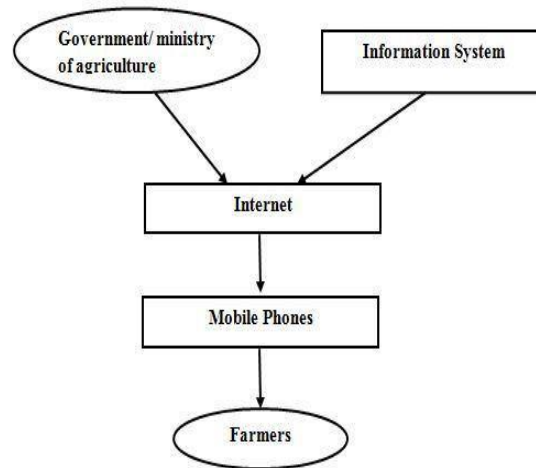 Government/ ministry
of agriculture
Information System
Internet
Mobile Phones
Farmers